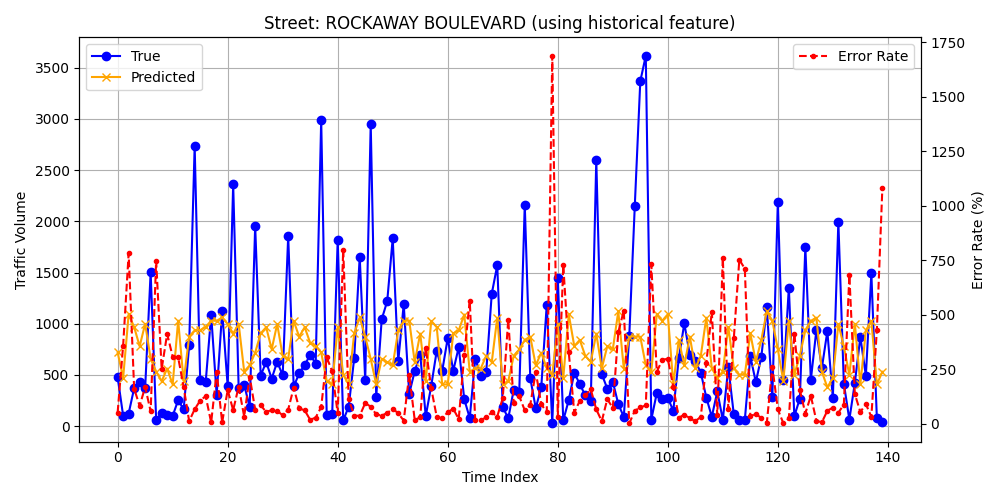 Street: ROCKAWAY BOULEVARD (using historical feature)
True
Predicted
Error Rate
Traffic Volume
3500
3000
2500
2000
1500
1000
500
0
1750
1500
1250
1000
750
500
250
0
Error Rate (%)
0 20 40 60 80 100 120 140
Time Index